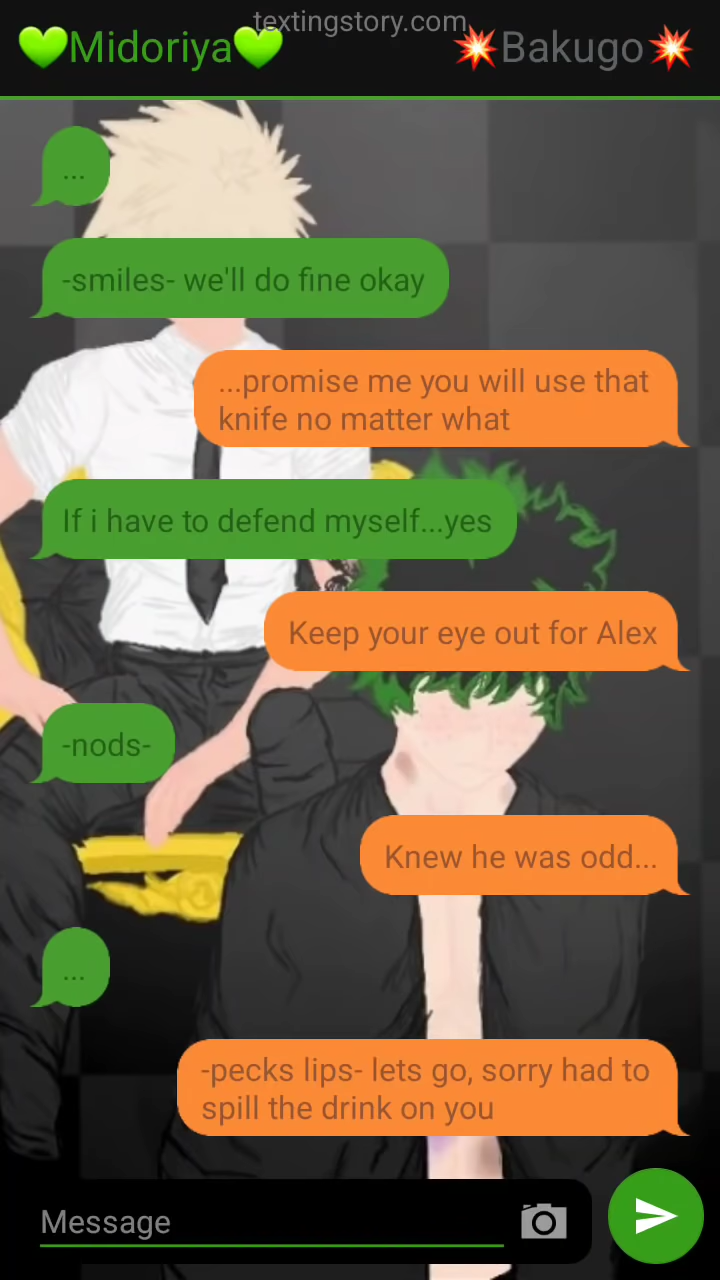 textingstory.com
💚Midoriya💚
💥Bakugo💥
...
-smiles- we'll do fine okay
...promise me you will use that
knife no matter what
If i have to defend myself...yes
Keep your eye out for Alex
-nods-
Knew he was odd...
...
-pecks lips- lets go, sorry had to
spill the drink on you
Message